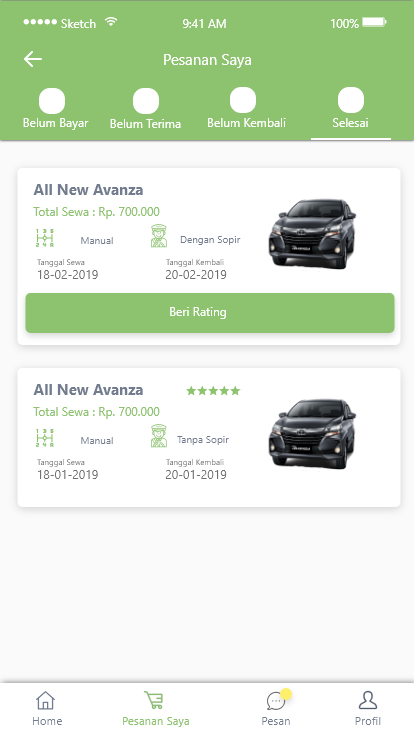 Sketch 9:41 AM 100%
Pesanan Saya
Belum Bayar Belum Terima Belum Kembali Selesai
All New Avanza
Total Sewa : Rp. 700.000
Manual Dengan Sopir
Tanggal Sewa Tanggal Kembali
18-02-2019 20-02-2019
Beri Rating
All New Avanza
Total Sewa : Rp. 700.000
Manual Tanpa Sopir
Tanggal Sewa Tanggal Kembali
18-01-2019 20-01-2019
Home Pesanan Saya Pesan Profil